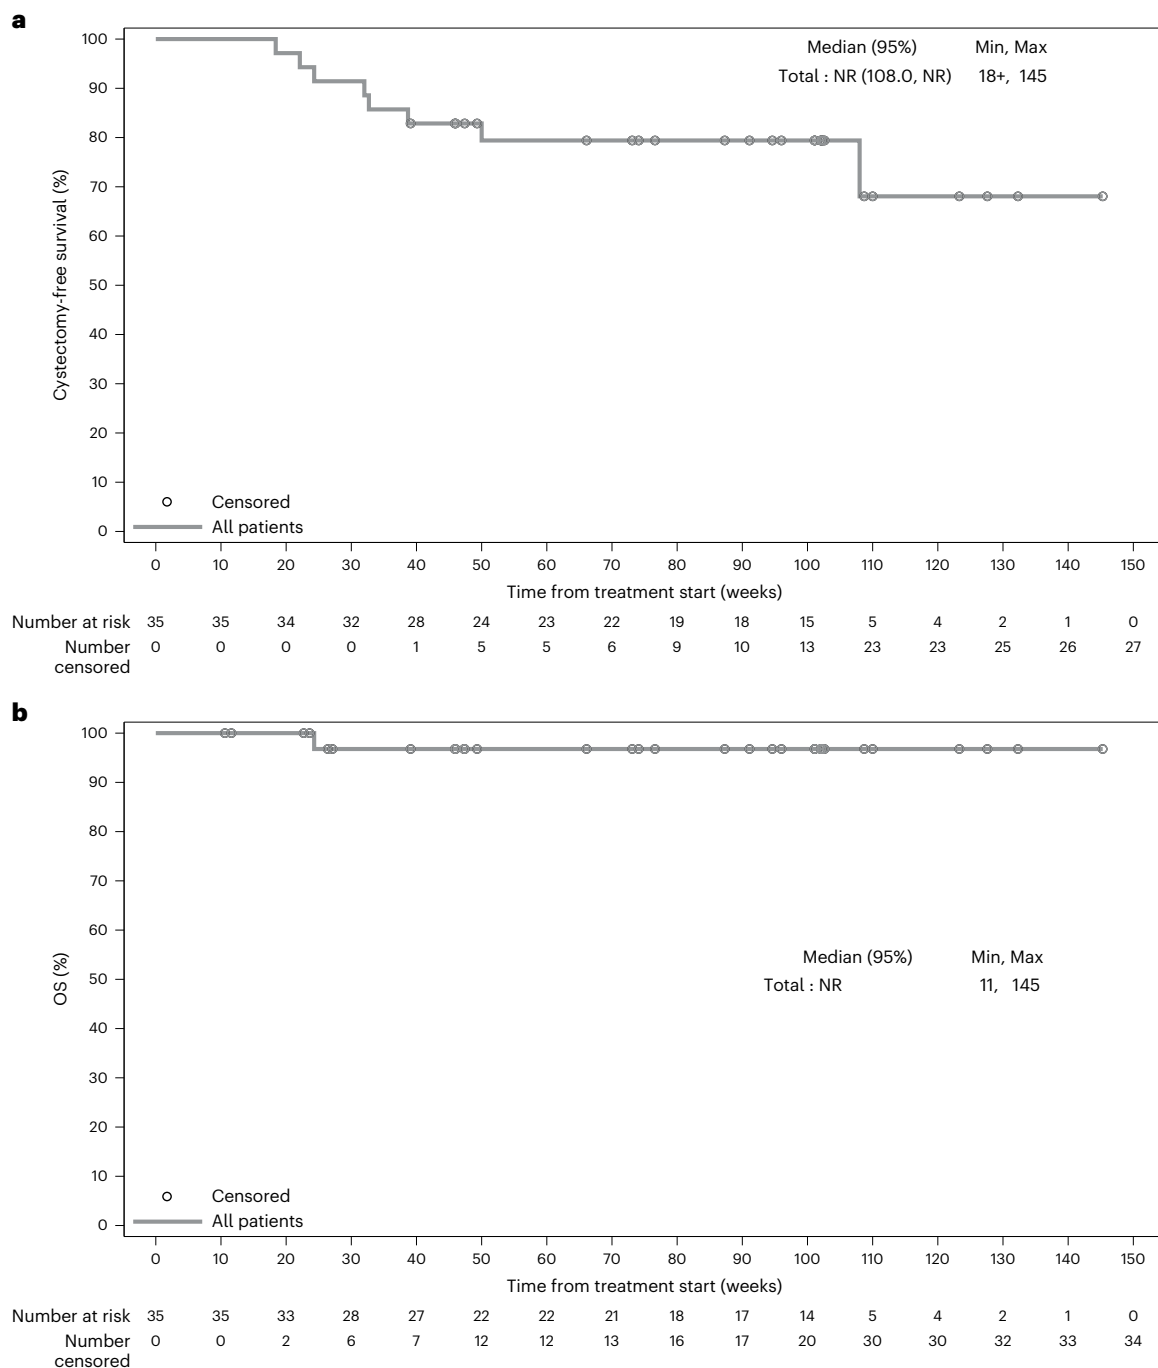 a
Median (95%) Min, Max
Total : NR (108.0, NR) 18+, 145
100
90
80
70
60
50
40
30
20
10
0
Cystectomy-free survival (%)
Censored
All patients
0 10 20 30 40 50 60 70 80 90 100 110 120 130 140 150
Time from treatment start (weeks)
Number at risk 35 35 34 32 28 24 23 22 19 18 15 5 4 2 1 0
Number 0 0 0 0 1 5 5 6 9 10 13 23 23 25 26 27
censored
b
100
90
80
70
60
50
40
30
20
10
0
OS (%)
Median (95%) Min, Max
Total : NR 11, 145
Censored
All patients
0 10 20 30 40 50 60 70 80 90 100 110 120 130 140 150
Time from treatment start (weeks)
Number at risk 35 35 33 28 27 22 22 21 18 17 14 5 4 2 1 0
Number 0 0 2 6 7 12 12 13 16 17 20 30 30 32 33 34
censored